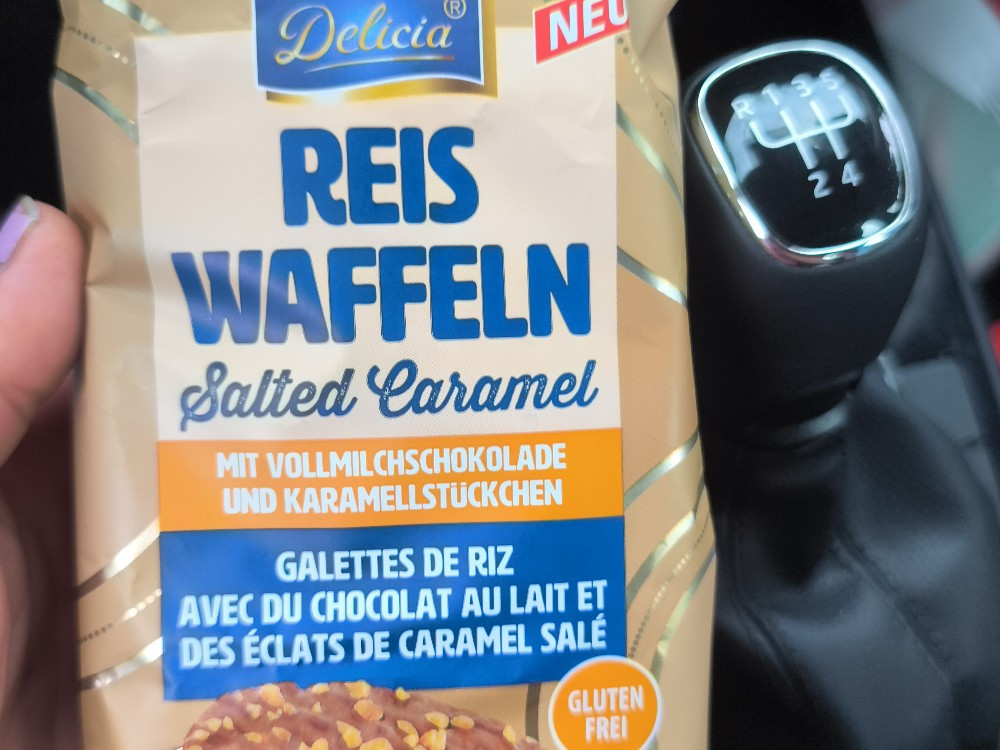 Delicia®
NEU
REIS
WAFFELN
Salted Caramel
MIT VOLLMILCHSCHOKOLADE
UND KARAMELLSTÜCKCHEN
GALETTES DE RIZ
AVEC DU CHOCOLAT AU LAIT ET
DES ÉCLATS DE CARAMEL SALÉ
GLUTEN
FREI
R 1 3 5
2 4